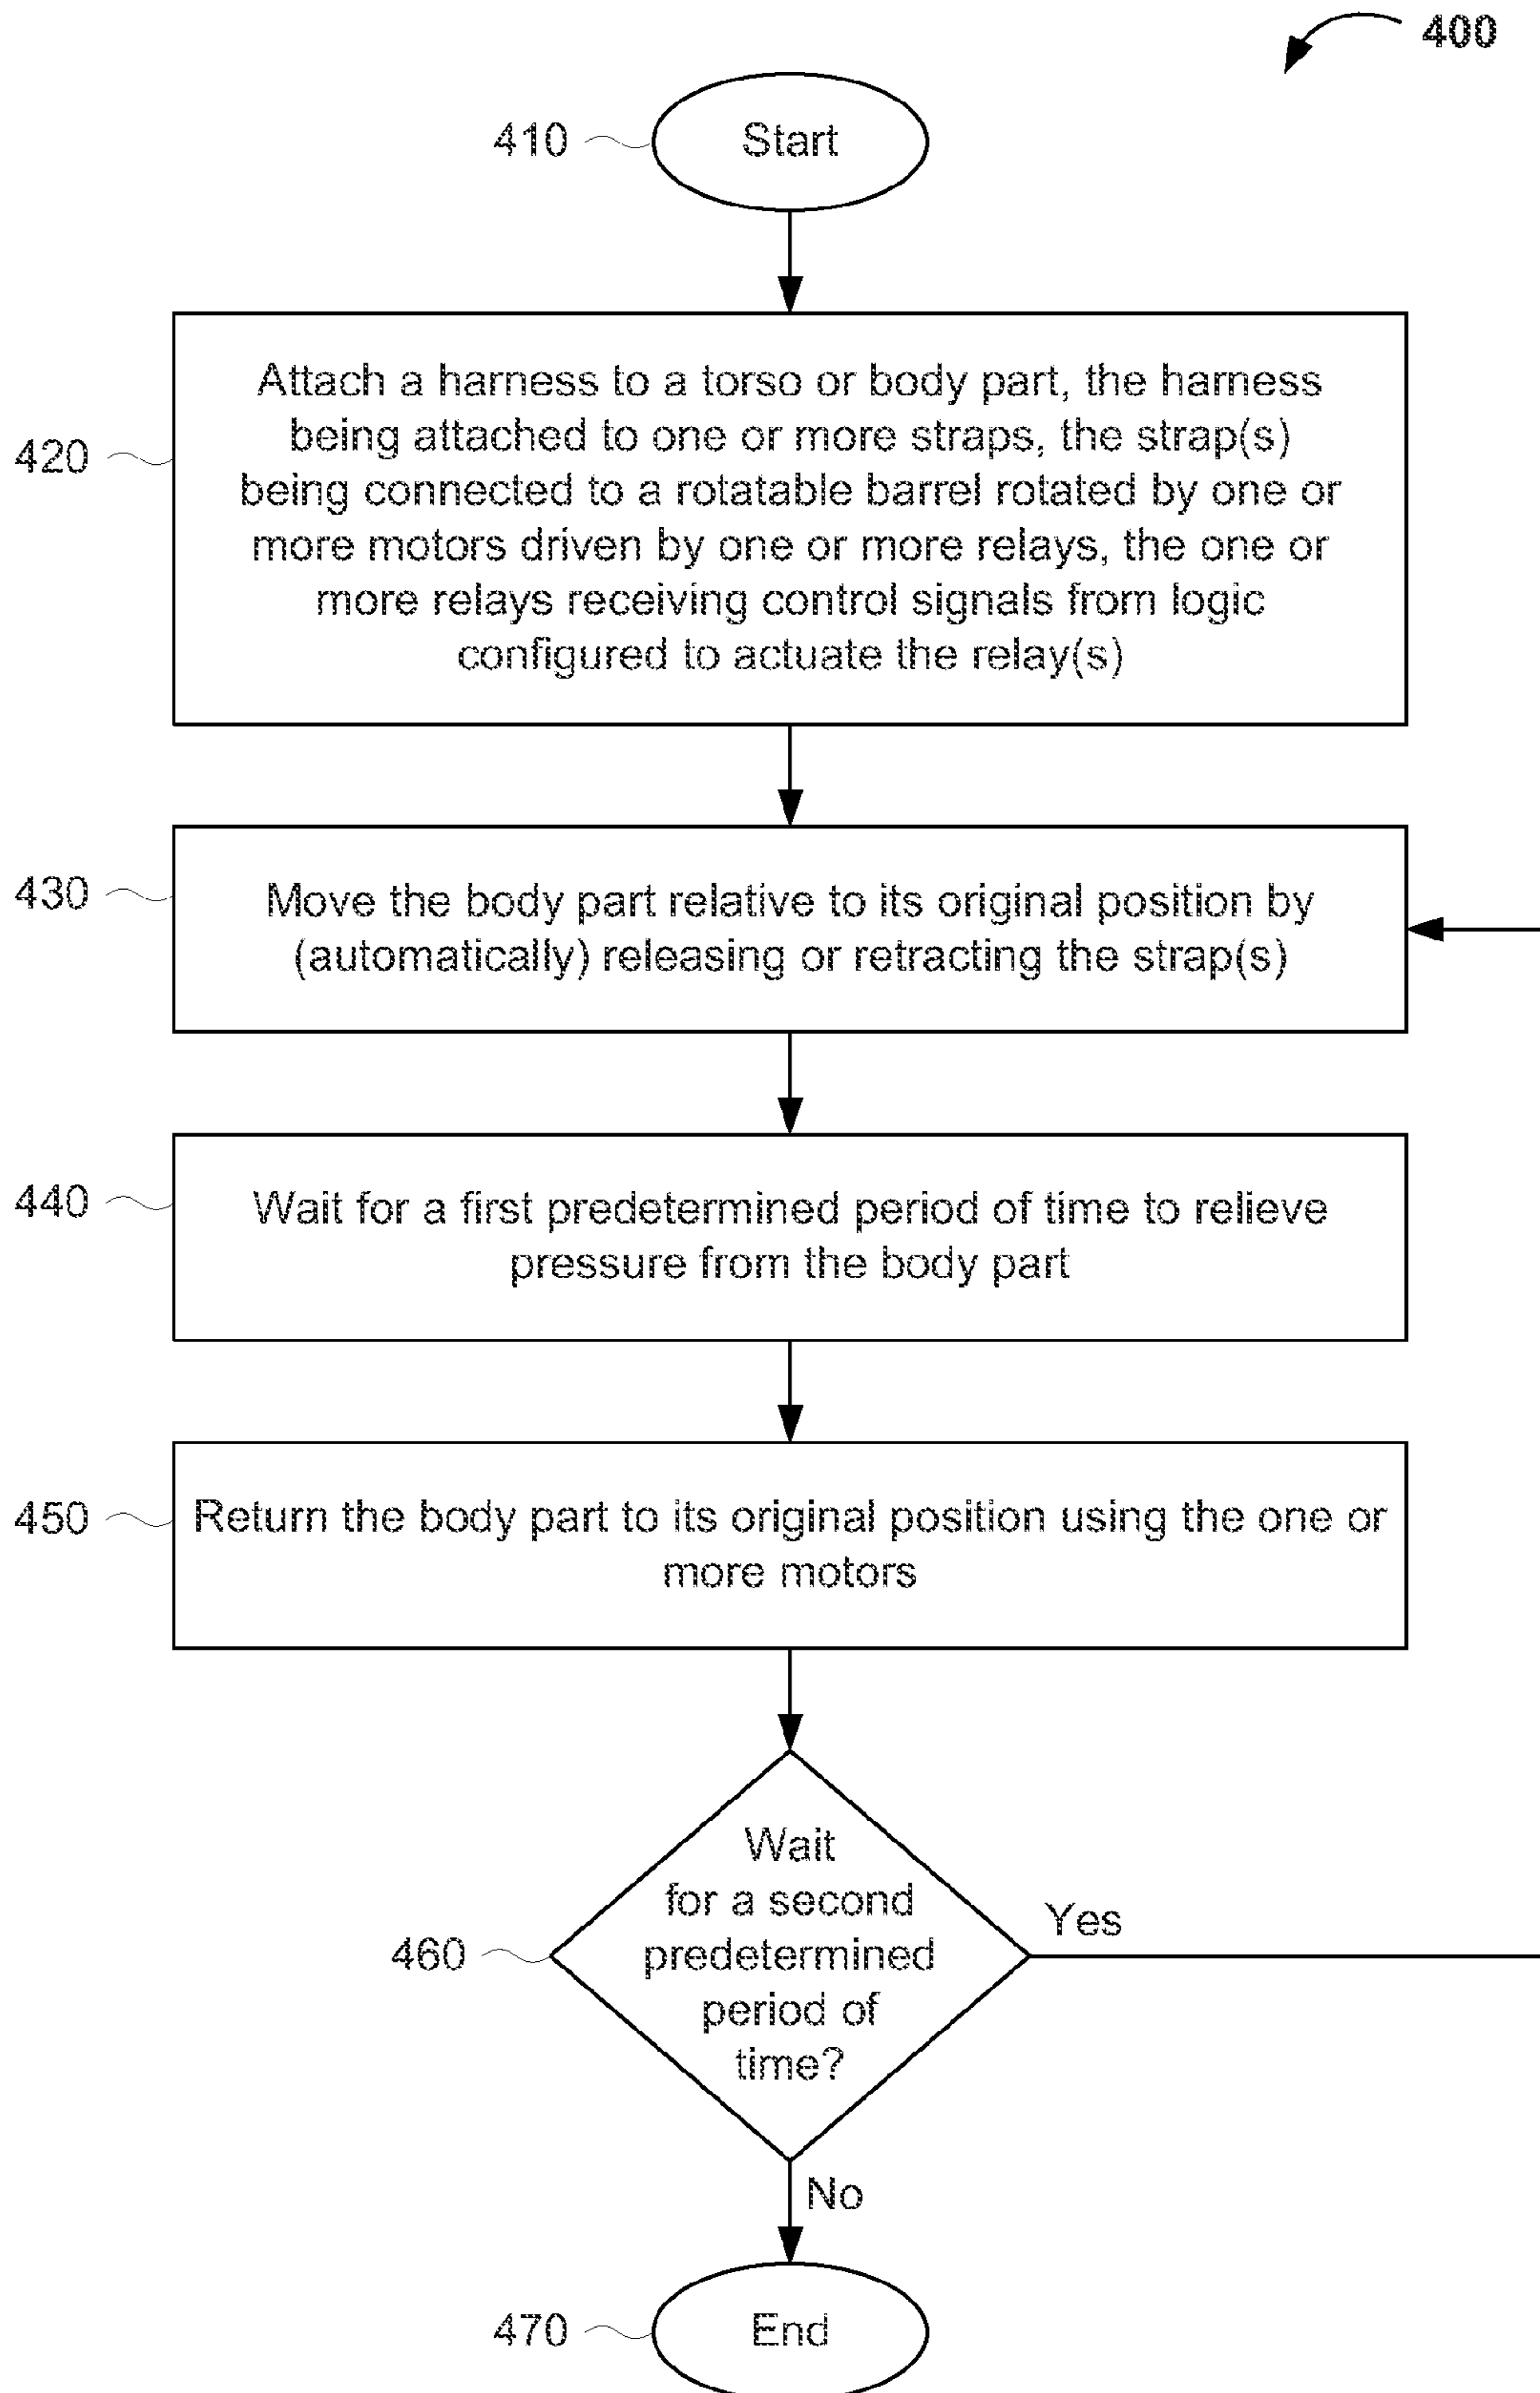 400
410
Start
420
Attach a harness to a torso or body part, the harness
being attached to one or more straps, the strap(s)
being connected to a rotatable barrel rotated by one or
more motors driven by one or more relays, the one or
more relays receiving control signals from logic
configured to actuate the relay(s)
430
Move the body part relative to its original position by
(automatically) releasing or retracting the strap(s)
440
Wait for a first predetermined period of time to relieve
pressure from the body part
450
Return the body part to its original position using the one or
more motors
460
Wait
for a second
predetermined
period of
time?
Yes
No
470
End